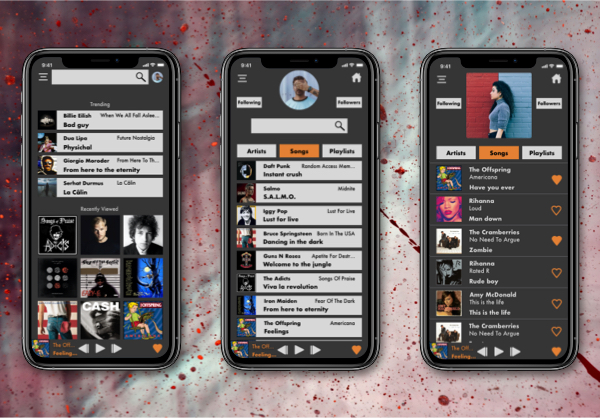 9:41
Trending
Billie Eilish When We All Fall Aslee...
Bad guy
Dua Lipa Future Nostalgia
Physichal
Giorgio Moroder From Here To Th...
From here to the eternity
Serhat Durmus La Câlin
La Câlin
Recently Viewed
Songs of Praise
CASH
OFFSPRING
The Off...
Feeling...
9:41
Following
Followers
Artists Songs Playlists
Daft Punk Random Access Mem...
Instant crush
Salmo Midnite
S.A.L.M.O.
Iggy Pop Lust For Live
Lust for live
Bruce Springsteen Born In The USA
Dancing in the dark
Guns N Roses Apetite For Destr...
Welcome to the jungle
The Adicts Songs Of Praise
Viva la revolution
Iron Maiden Fear Of The Dark
From here to eternity
The Offspring Americana
Feelings
The Off...
Feeling...
9:41
Following
Followers
Artists Songs Playlists
The Offspring
Americana
Have you ever
Rihanna
Loud
Man down
The Cramberries
No Need To Argue
Zombie
Rihanna
Rated R
Rude boy
Amy McDonald
This is the life
This is the life
The Cramberries
No Need To Argue
The Off...
Feeling...